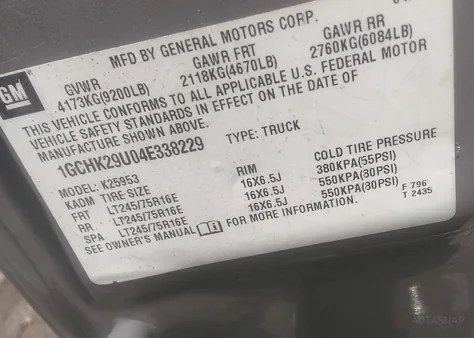 MFD BY GENERAL MOTORS CORP.
GM
GVWR GAWR FRT GAWR RR
4173KG(9200LB) 2118KG(4670LB) 2760KG(6084LB)
THIS VEHICLE CONFORMS TO ALL APPLICABLE U.S. FEDERAL MOTOR
VEHICLE SAFETY STANDARDS IN EFFECT ON THE DATE OF
MANUFACTURE SHOWN ABOVE.
1GCHK29U04E338229 TYPE: TRUCK
MODEL: K25953
KADM TIRE SIZE RIM COLD TIRE PRESSURE
FRT LT245/75R16E 16X6.5J 380KPA(55PSI)
RR LT245/75R16E 16X6.5J 550KPA(80PSI)
SPA LT245/75R16E 16X6.5J 550KPA(80PSI)
SEE OWNER'S MANUAL FOR MORE INFORMATION.
F 796
T 2435